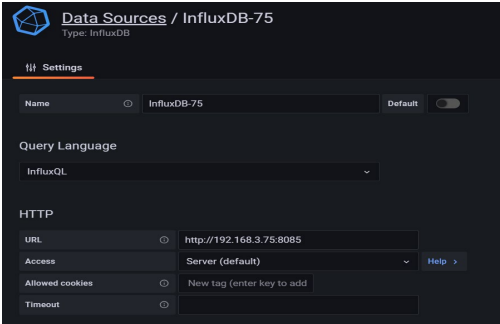 Data Sources / InfluxDB-75
Type: InfluxDB
Settings
Name InfluxDB-75 Default
Query Language
InfluxQL
HTTP
URL http://192.168.3.75:8085
Access Server (default) Help >
Allowed cookies New tag (enter key to add
Timeout